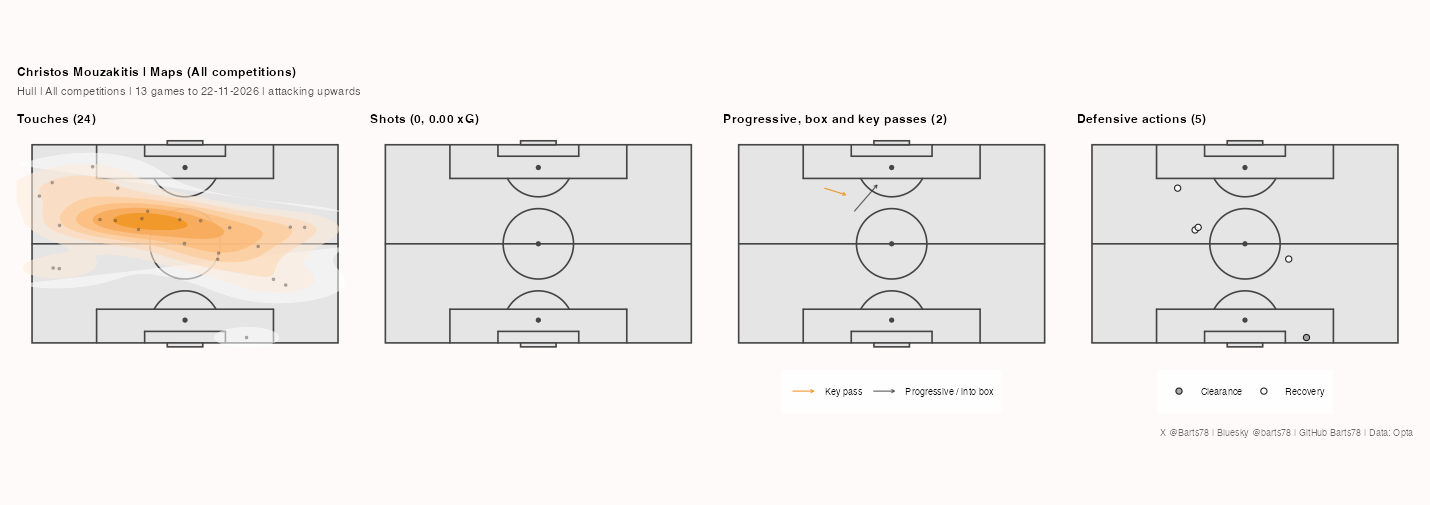 Christos Mouzakitis | Maps (All competitions)
Hull | All competitions | 13 games to 22-11-2026 | attacking upwards
Touches (24)
Shots (0, 0.00 xG)
Progressive, box and key passes (2)
Defensive actions (5)
Key pass
Progressive / into box
Clearance
Recovery
X @Barts78 | Bluesky @barts78 | GitHub Barts78 | Data: Opta